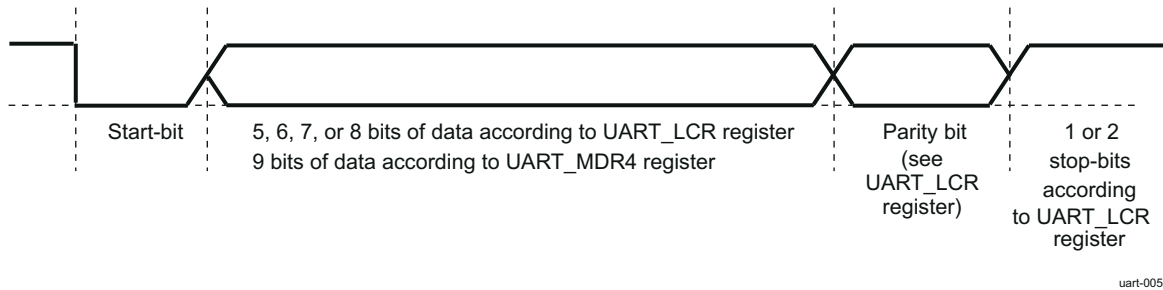 Start-bit
5, 6, 7, or 8 bits of data according to UART_LCR register
9 bits of data according to UART_MDR4 register
Parity bit
(see
UART_LCR
register)
1 or 2
stop-bits
according
to UART_LCR
register
uart-005